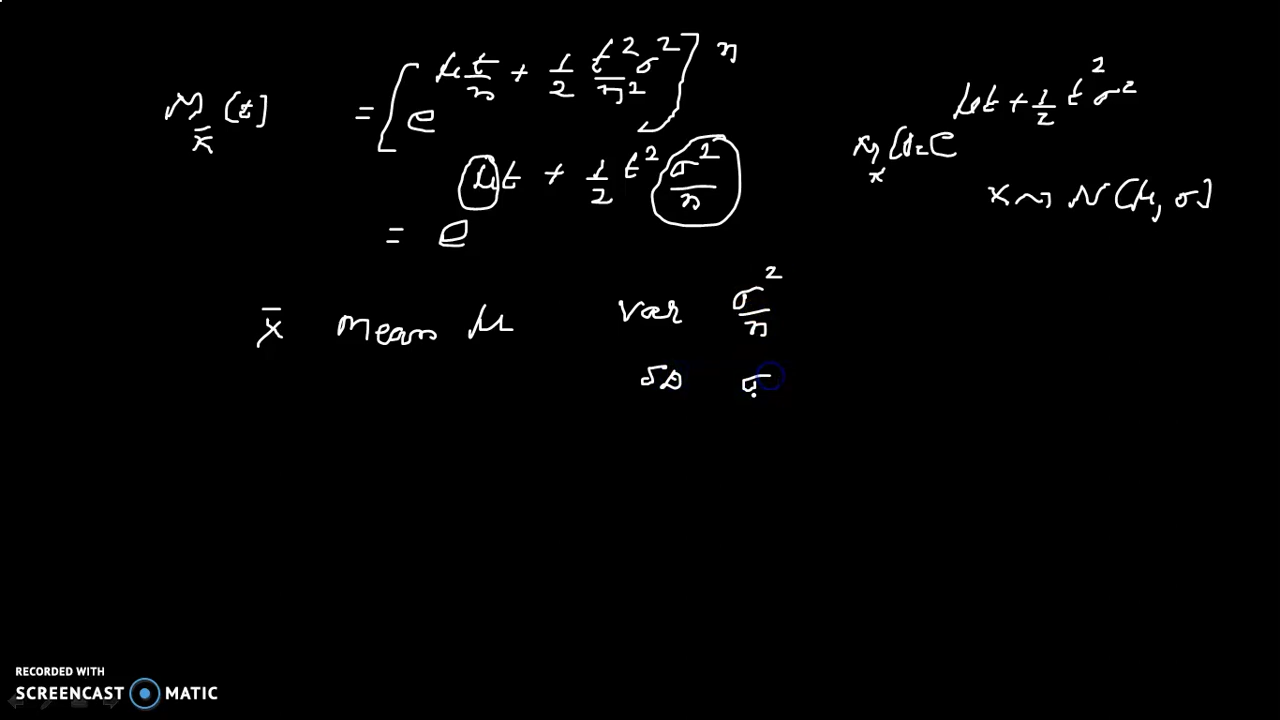 M_x̄(t) = [e^{μ t/n + 1/2 t²σ²/n²}]^n
M_x(t) = e^{μt + 1/2 t²σ²}
= e^{μt + 1/2 t² σ²/n}
x ~ N(μ, σ)
x̄ Mean μ Var σ²/n
SD σ
RECORDED WITH
SCREENCAST MATIC